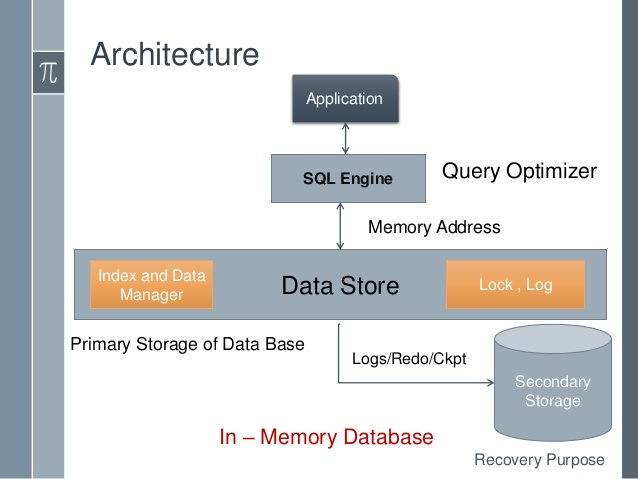 π
Architecture
Application
SQL Engine
Query Optimizer
Memory Address
Index and Data
Manager
Data Store
Lock , Log
Primary Storage of Data Base
Logs/Redo/Ckpt
Secondary
Storage
In – Memory Database
Recovery Purpose